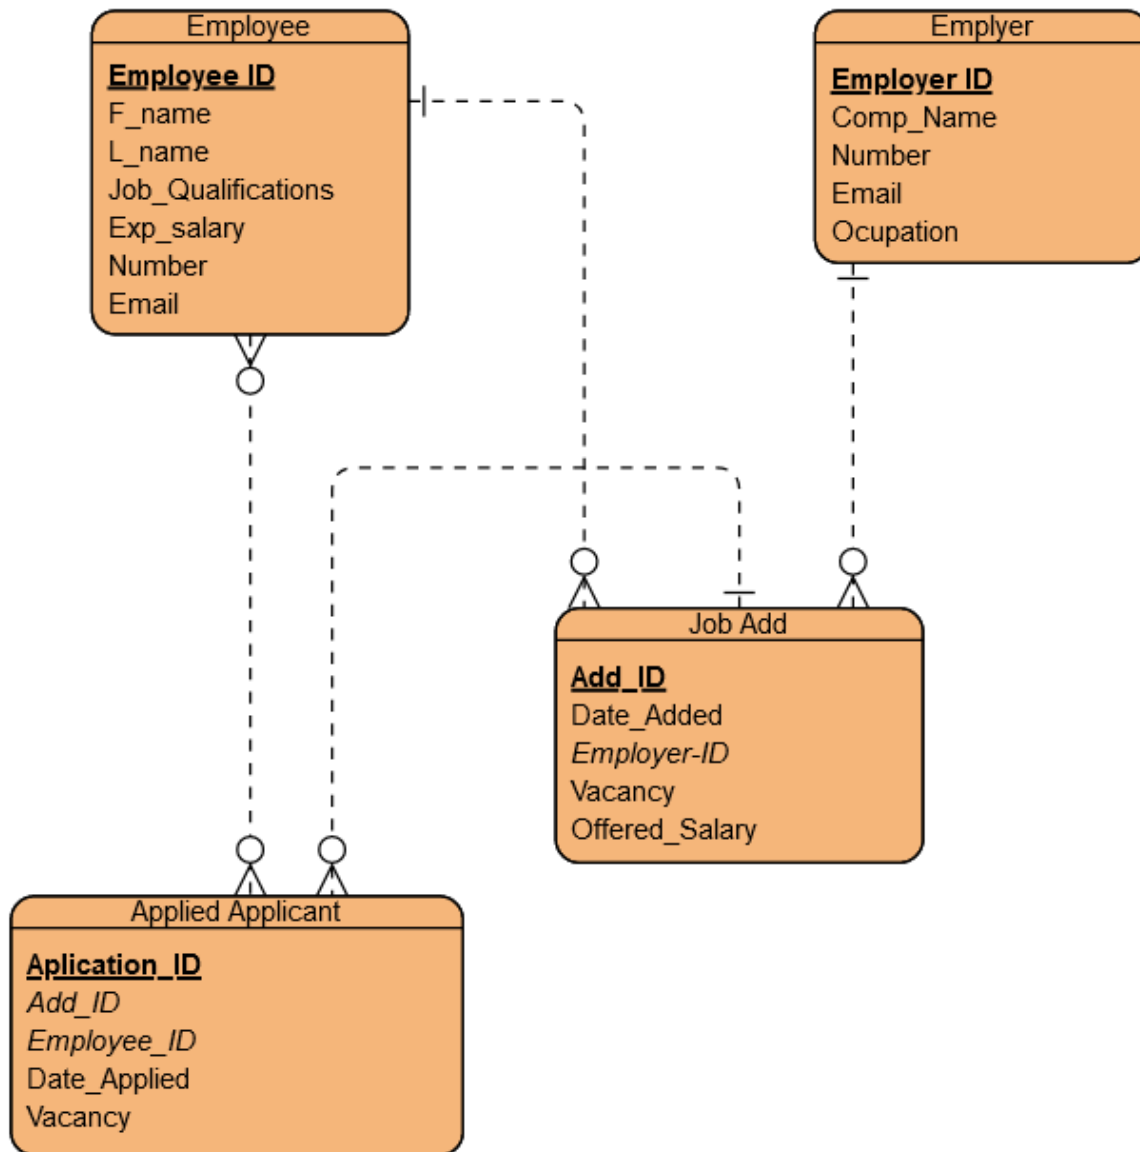 Employee
Employee ID
F_name
L_name
Job_Qualifications
Exp_salary
Number
Email
Emplyer
Employer ID
Comp_Name
Number
Email
Ocupation
Job Add
Add_ID
Date_Added
Employer-ID
Vacancy
Offered_Salary
Applied Applicant
Aplication_ID
Add_ID
Employee_ID
Date_Applied
Vacancy